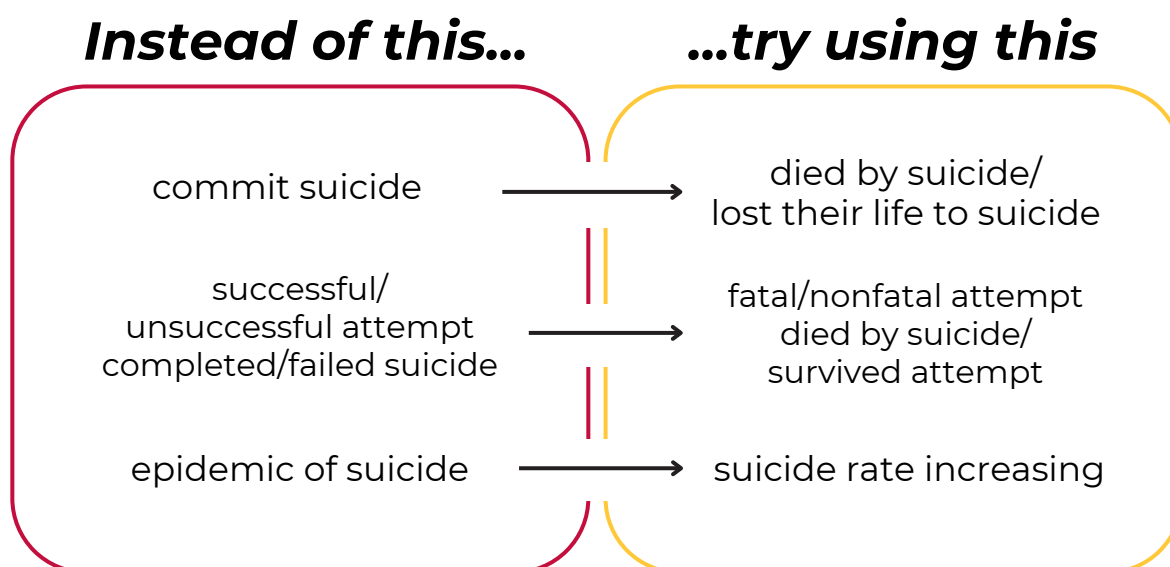 Instead of this...
...try using this
commit suicide
died by suicide/
lost their life to suicide
successful/
unsuccessful attempt
completed/failed suicide
fatal/nonfatal attempt
died by suicide/
survived attempt
epidemic of suicide
suicide rate increasing